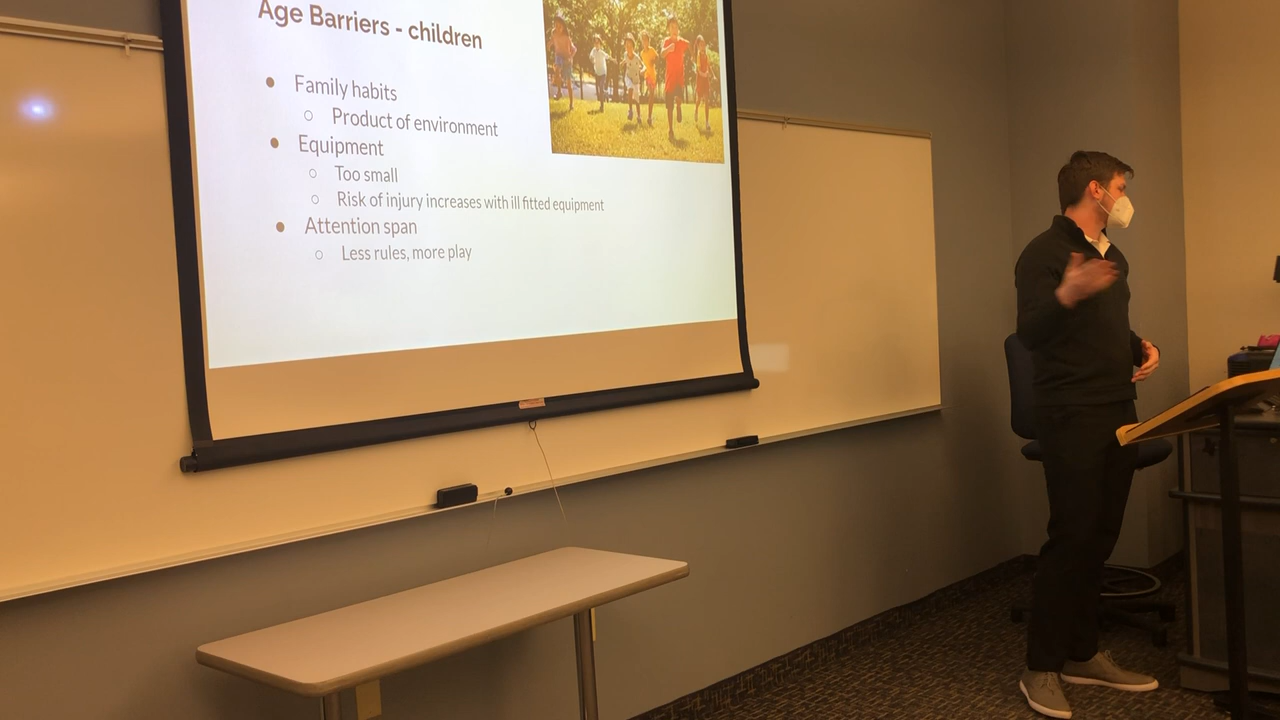 Age Barriers - children
● Family habits
○ Product of environment
● Equipment
○ Too small
○ Risk of injury increases with ill fitted equipment
● Attention span
○ Less rules, more play